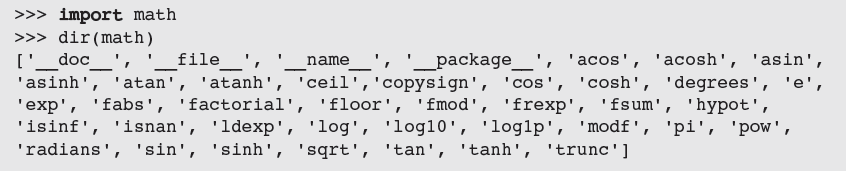 >>> import math
>>> dir(math)
['__doc__', '__file__', '__name__', '__package__', 'acos', 'acosh', 'asin',
'asinh', 'atan', 'atanh', 'ceil','copysign', 'cos', 'cosh', 'degrees', 'e',
'exp', 'fabs', 'factorial', 'floor', 'fmod', 'frexp', 'fsum', 'hypot',
'isinf', 'isnan', 'ldexp', 'log', 'log10', 'log1p', 'modf', 'pi', 'pow',
'radians', 'sin', 'sinh', 'sqrt', 'tan', 'tanh', 'trunc']